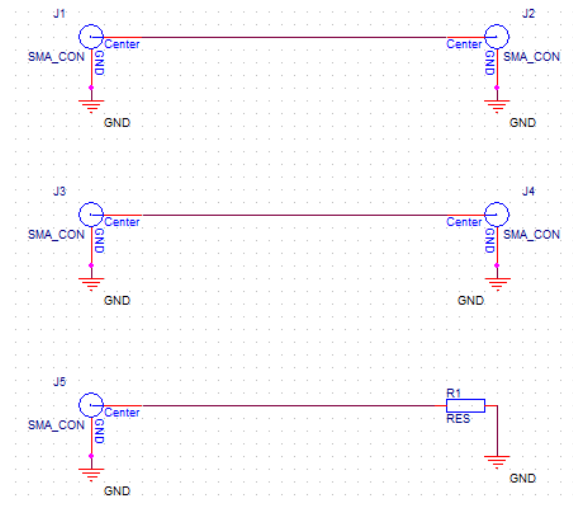 J1 J2
Center Center
SMA_CON GND GND SMA_CON
GND GND
J3 J4
Center Center
SMA_CON GND GND SMA_CON
GND GND
J5
R1
Center
RES
SMA_CON GND
GND
GND